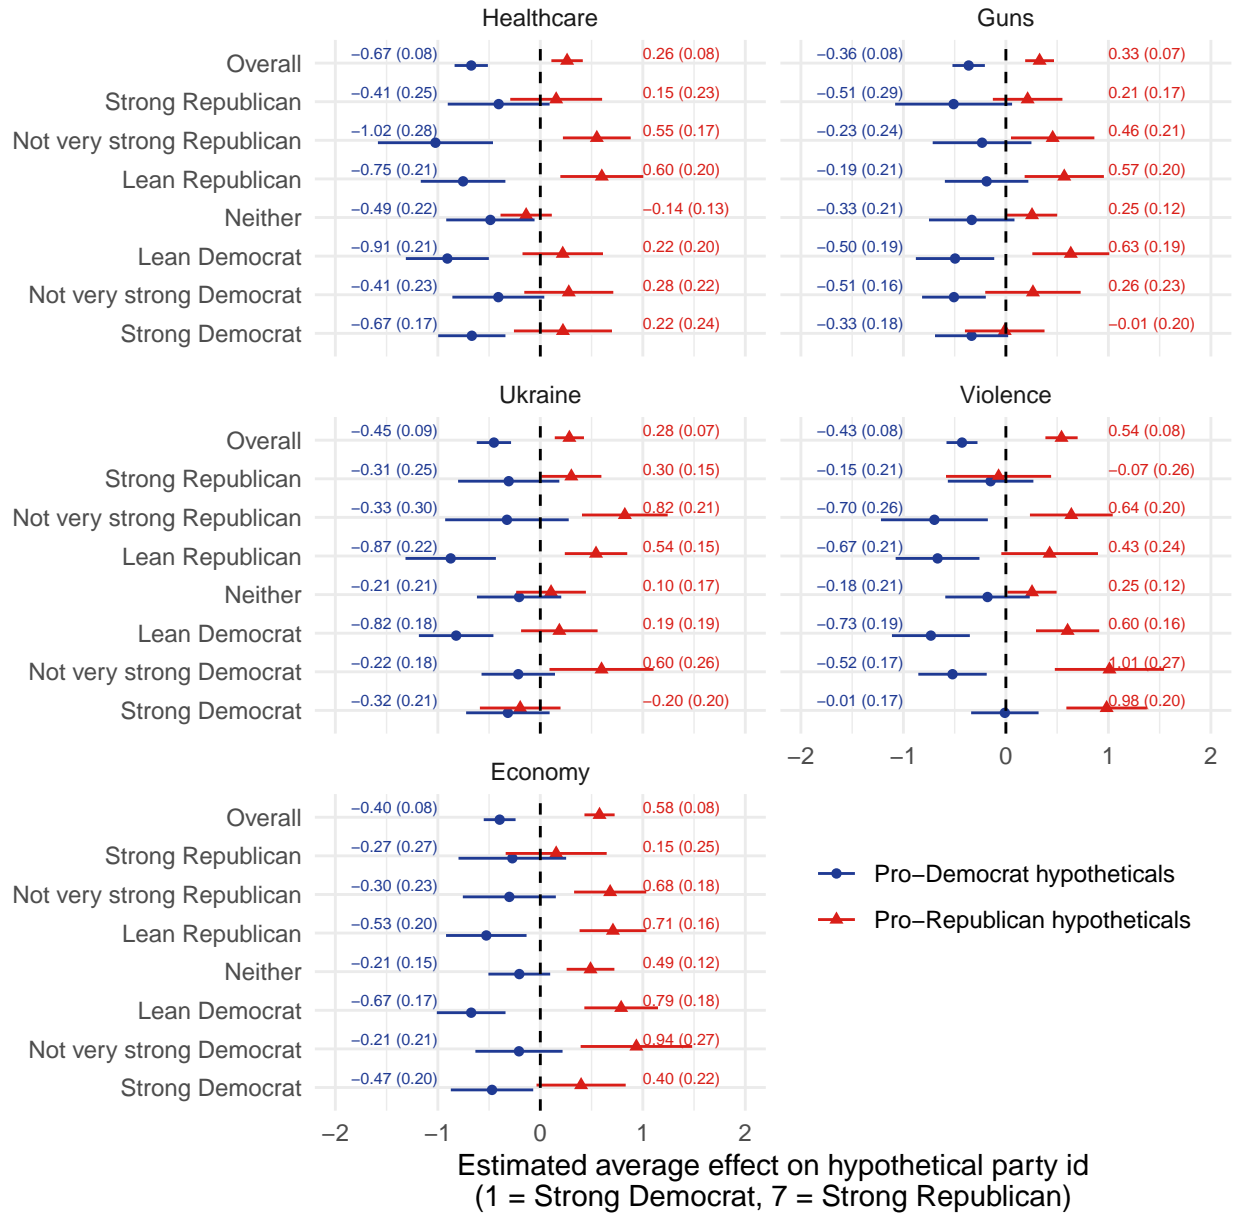 Healthcare
Guns
Overall −0.67 (0.08) 0.26 (0.08) −0.36 (0.08) 0.33 (0.07)
Strong Republican −0.41 (0.25) 0.15 (0.23) −0.51 (0.29) 0.21 (0.17)
Not very strong Republican −1.02 (0.28) 0.55 (0.17) −0.23 (0.24) 0.46 (0.21)
Lean Republican −0.75 (0.21) 0.60 (0.20) −0.19 (0.21) 0.57 (0.20)
Neither −0.49 (0.22) −0.14 (0.13) −0.33 (0.21) 0.25 (0.12)
Lean Democrat −0.91 (0.21) 0.22 (0.20) −0.50 (0.19) 0.63 (0.19)
Not very strong Democrat −0.41 (0.23) 0.28 (0.22) −0.51 (0.16) 0.26 (0.23)
Strong Democrat −0.67 (0.17) 0.22 (0.24) −0.33 (0.18) −0.01 (0.20)
Ukraine
Violence
Overall −0.45 (0.09) 0.28 (0.07) −0.43 (0.08) 0.54 (0.08)
Strong Republican −0.31 (0.25) 0.30 (0.15) −0.15 (0.21) −0.07 (0.26)
Not very strong Republican −0.33 (0.30) 0.82 (0.21) −0.70 (0.26) 0.64 (0.20)
Lean Republican −0.87 (0.22) 0.54 (0.15) −0.67 (0.21) 0.43 (0.24)
Neither −0.21 (0.21) 0.10 (0.17) −0.18 (0.21) 0.25 (0.12)
Lean Democrat −0.82 (0.18) 0.19 (0.19) −0.73 (0.19) 0.60 (0.16)
Not very strong Democrat −0.22 (0.18) 0.60 (0.26) −0.52 (0.17) 1.01 (0.27)
Strong Democrat −0.32 (0.21) −0.20 (0.20) −0.01 (0.17) 0.98 (0.20)
−2 −1 0 1 2
Economy
Overall −0.40 (0.08) 0.58 (0.08)
Strong Republican −0.27 (0.27) 0.15 (0.25)
Not very strong Republican −0.30 (0.23) 0.68 (0.18)
Lean Republican −0.53 (0.20) 0.71 (0.16)
Neither −0.21 (0.15) 0.49 (0.12)
Lean Democrat −0.67 (0.17) 0.79 (0.18)
Not very strong Democrat −0.21 (0.21) 0.94 (0.27)
Strong Democrat −0.47 (0.20) 0.40 (0.22)
−2 −1 0 1 2
Pro−Democrat hypotheticals
Pro−Republican hypotheticals
Estimated average effect on hypothetical party id
(1 = Strong Democrat, 7 = Strong Republican)